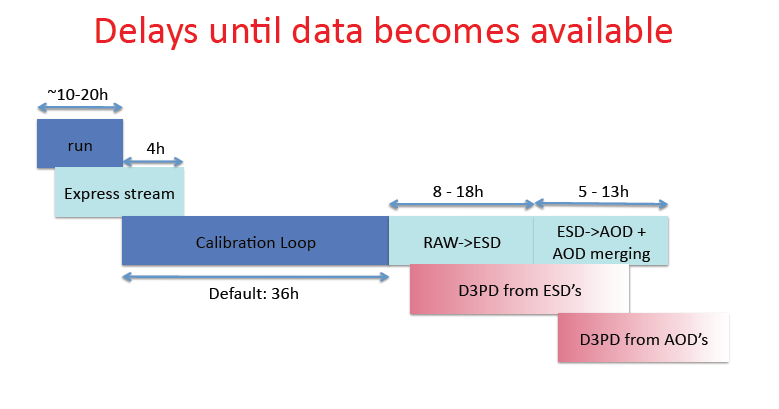 Delays until data becomes available
~10-20h
run
4h
Express stream
8 - 18h
5 - 13h
Calibration Loop
RAW->ESD
ESD->AOD +
AOD merging
Default: 36h
D3PD from ESD’s
D3PD from AOD’s